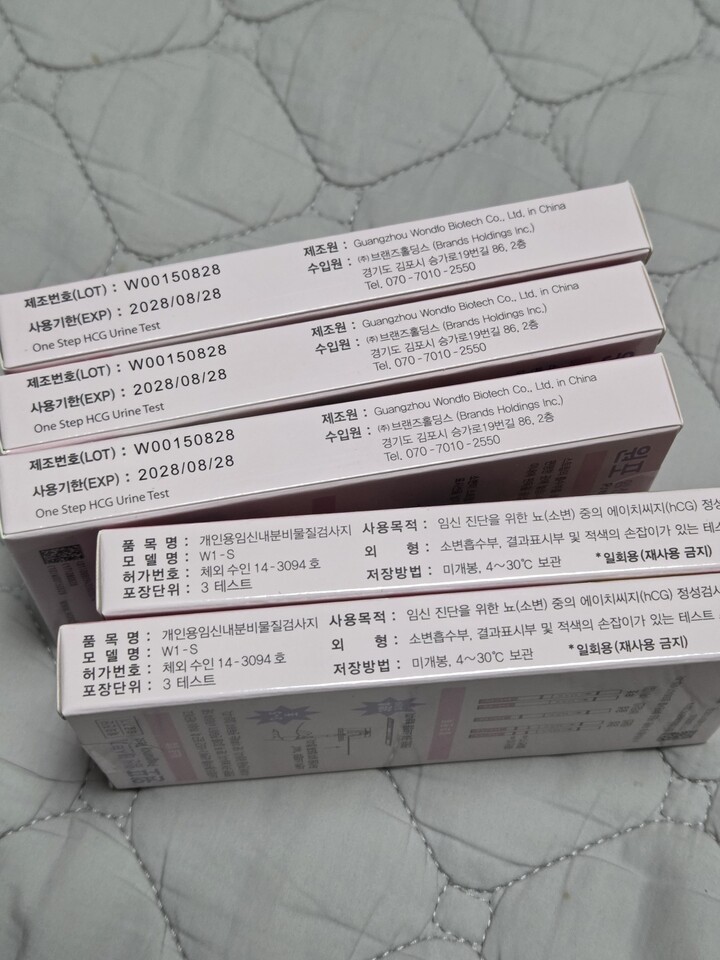 제조번호(LOT) : W00150828
사용기한(EXP) : 2028/08/28
One Step HCG Urine Test
제조원 : Guangzhou Wondfo Biotech Co., Ltd. in China
수입원 : ㈜브랜즈홀딩스 (Brands Holdings Inc.)
경기도 김포시 승가로19번길 86, 2층
Tel. 070-7010-2550
제조번호(LOT) : W00150828
사용기한(EXP) : 2028/08/28
One Step HCG Urine Test
제조원 : Guangzhou Wondfo Biotech Co., Ltd. in China
수입원 : ㈜브랜즈홀딩스 (Brands Holdings Inc.)
경기도 김포시 승가로19번길 86, 2층
Tel. 070-7010-2550
제조번호(LOT) : W00150828
사용기한(EXP) : 2028/08/28
One Step HCG Urine Test
제조원 : Guangzhou Wondfo Biotech Co., Ltd. in China
수입원 : ㈜브랜즈홀딩스 (Brands Holdings Inc.)
경기도 김포시 승가로19번길 86, 2층
Tel. 070-7010-2550
원포
품 목 명 : 개인용임신내분비물질검사지
모 델 명 : W1-S
허가번호 : 체외 수인 14-3094 호
포장단위 : 3 테스트
사용목적 : 임신 진단을 위한 뇨(소변) 중의 에이치씨지(hCG) 정성
외 형 : 소변흡수부, 결과표시부 및 적색의 손잡이가 있는 테스
저장방법 : 미개봉, 4~30℃ 보관
*일회용(재사용 금지)
품 목 명 : 개인용임신내분비물질검사지
모 델 명 : W1-S
허가번호 : 체외 수인 14-3094 호
포장단위 : 3 테스트
사용목적 : 임신 진단을 위한 뇨(소변) 중의 에이치씨지(hCG) 정성검사
외 형 : 소변흡수부, 결과표시부 및 적색의 손잡이가 있는 테스트
저장방법 : 미개봉, 4~30℃ 보관
*일회용(재사용 금지)